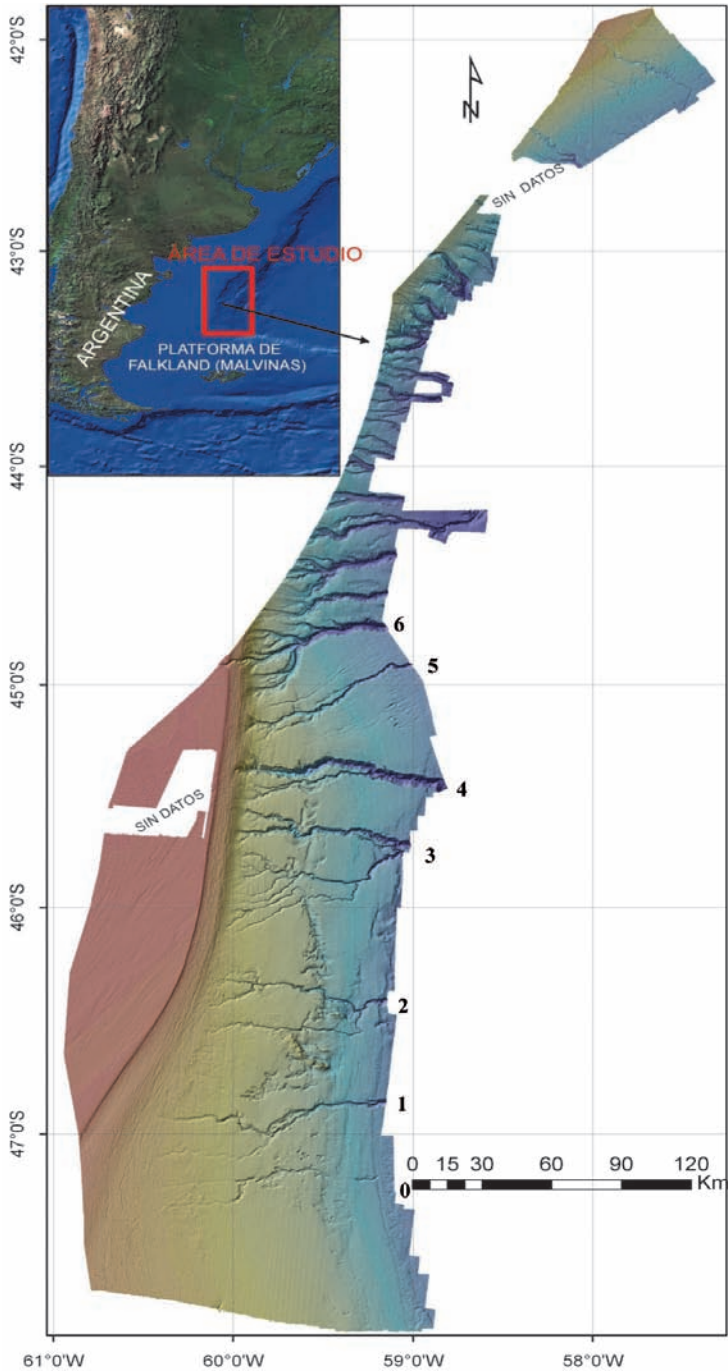 42°0'S
43°0'S
44°0'S
45°0'S
46°0'S
47°0'S
ÁREA DE ESTUDIO
ARGENTINA
PLATAFORMA DE
FALKLAND (MALVINAS)
N
SIN DATOS
6
5
4
SIN DATOS
3
2
1
0
0 15 30 60 90 120
Km
61°0'W
60°0'W
59°0'W
58°0'W